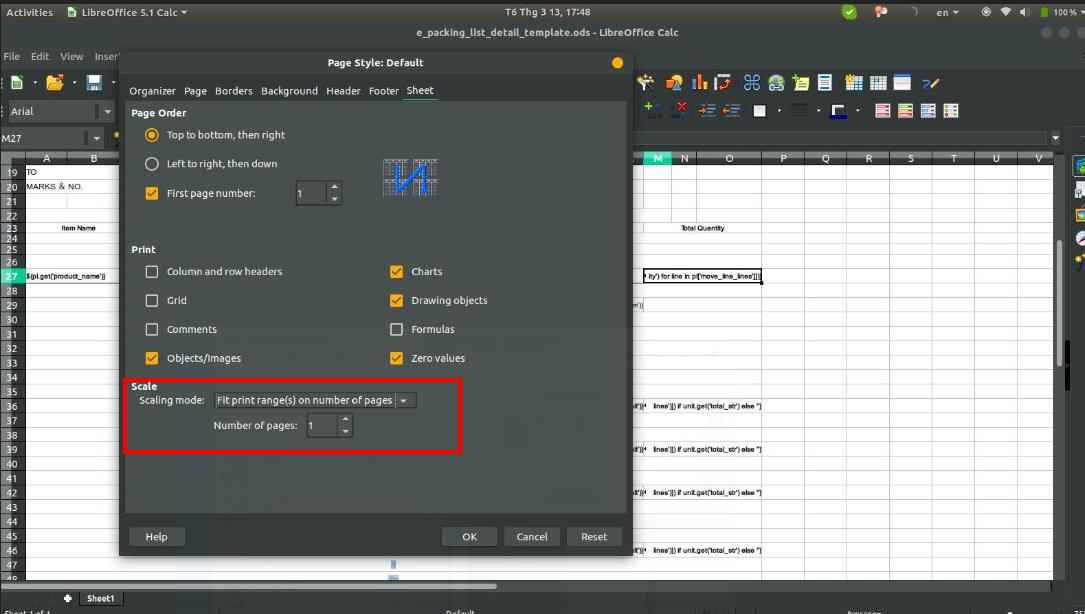 Activities LibreOffice 5.1 Calc T6 Thg 3 13, 17:48 en 100 %
e_packing_list_detail_template.ods - LibreOffice Calc
File Edit View Inser
Page Style: Default
Organizer Page Borders Background Header Footer Sheet
Arial
M27
Page Order
Top to bottom, then right
Left to right, then down
First page number: 1
Print
Column and row headers Charts
Grid Drawing objects
Comments Formulas
Objects/Images Zero values
Scale
Scaling mode: Fit print range(s) on number of pages
Number of pages: 1
Help OK Cancel Reset
A B M N O P Q R S T U V
19 TO
20 MARKS & NO.
21
22
23 Item Name Total Quantity
24
25
26
27 ${pl.get('product_name')} ity') for line in pl['move_line_lines']])}
28
29
30
31
32
33
34
35
36 lines']]) if unit.get('total_str') else ''}
37
38
39 lines']]) if unit.get('total_str') else ''}
40
41
42 lines']]) if unit.get('total_str') else ''}
43
44
45
46 lines']]) if unit.get('total_str') else ''}
47
48
Sheet1
Sheet 1 of 1 Default Average=